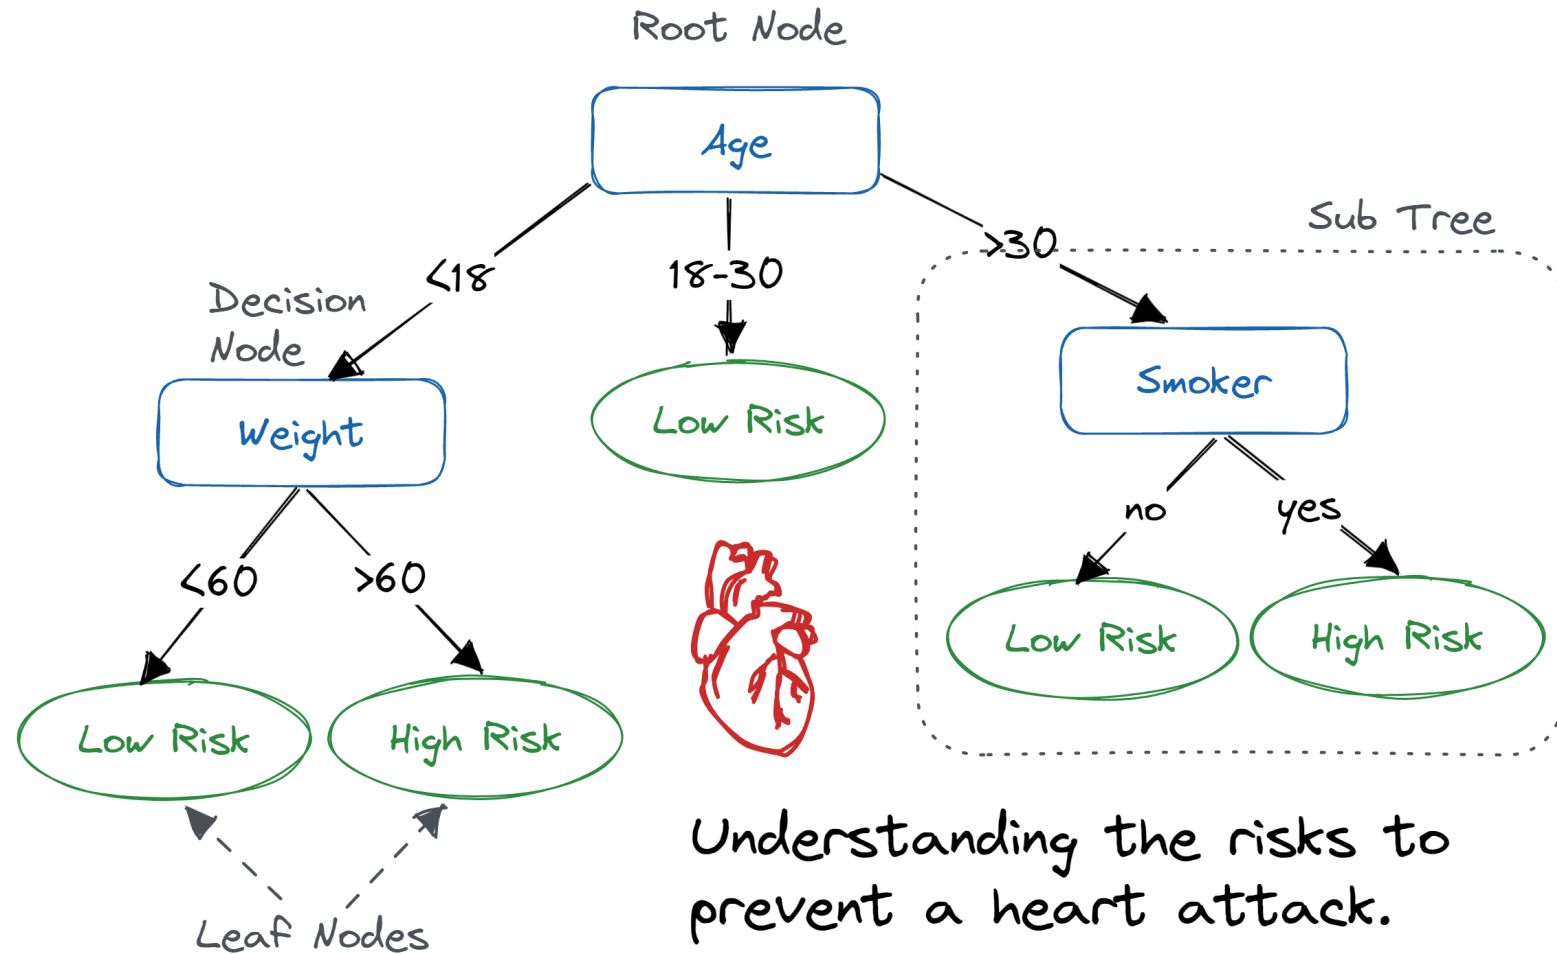 Root Node
Age
<18
18-30
>30
Sub Tree
Decision
Node
Weight
Low Risk
Smoker
<60
>60
no
yes
Low Risk
High Risk
Low Risk
High Risk
Leaf Nodes
Understanding the risks to
prevent a heart attack.